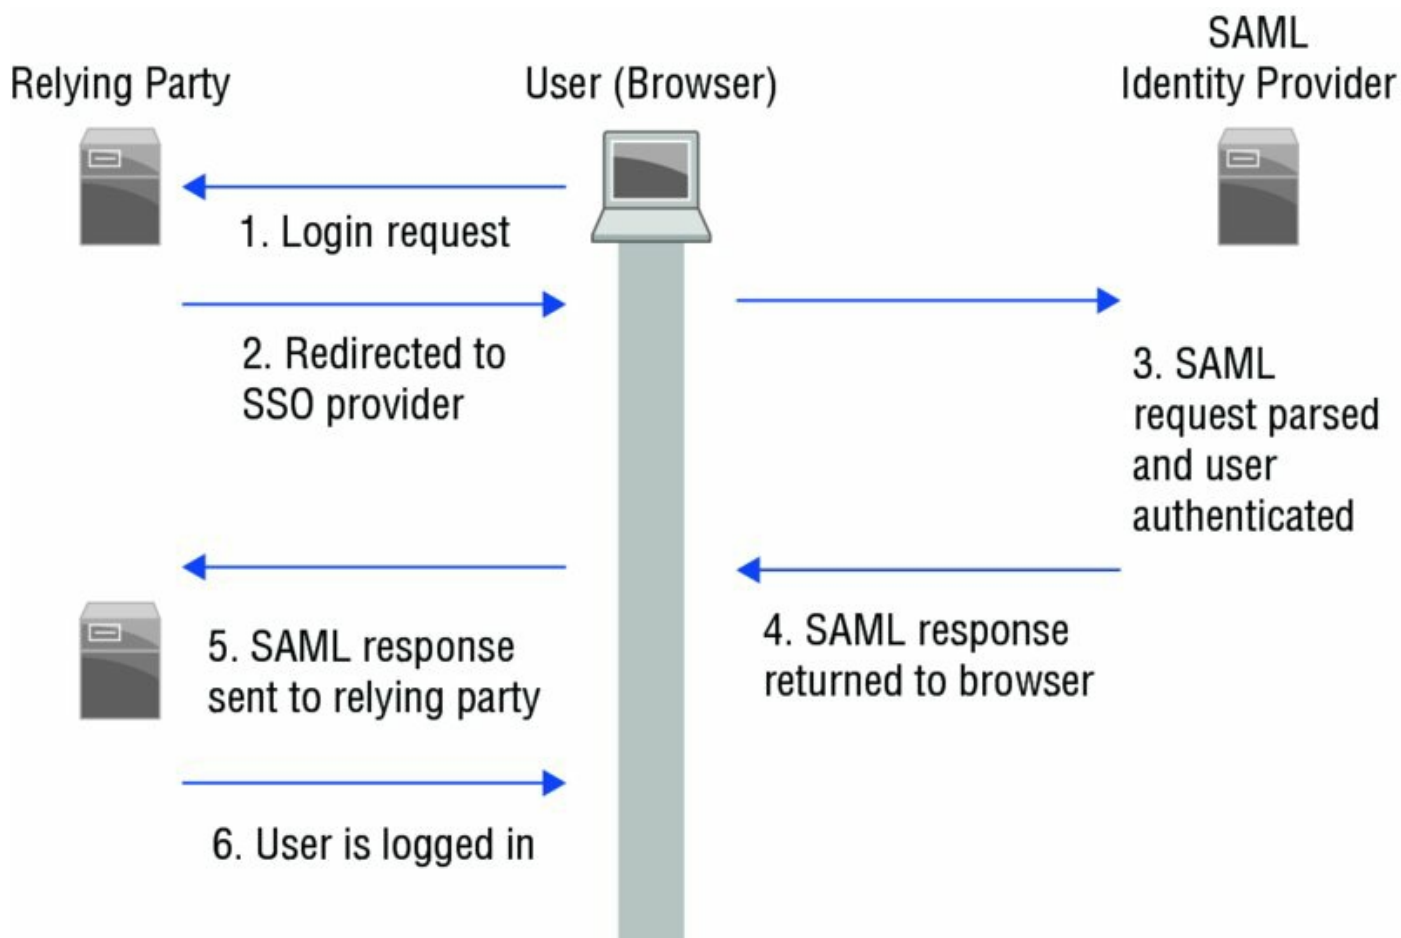 SAML
Identity Provider
Relying Party
User (Browser)
1. Login request
2. Redirected to
SSO provider
3. SAML
request parsed
and user
authenticated
4. SAML response
returned to browser
5. SAML response
sent to relying party
6. User is logged in